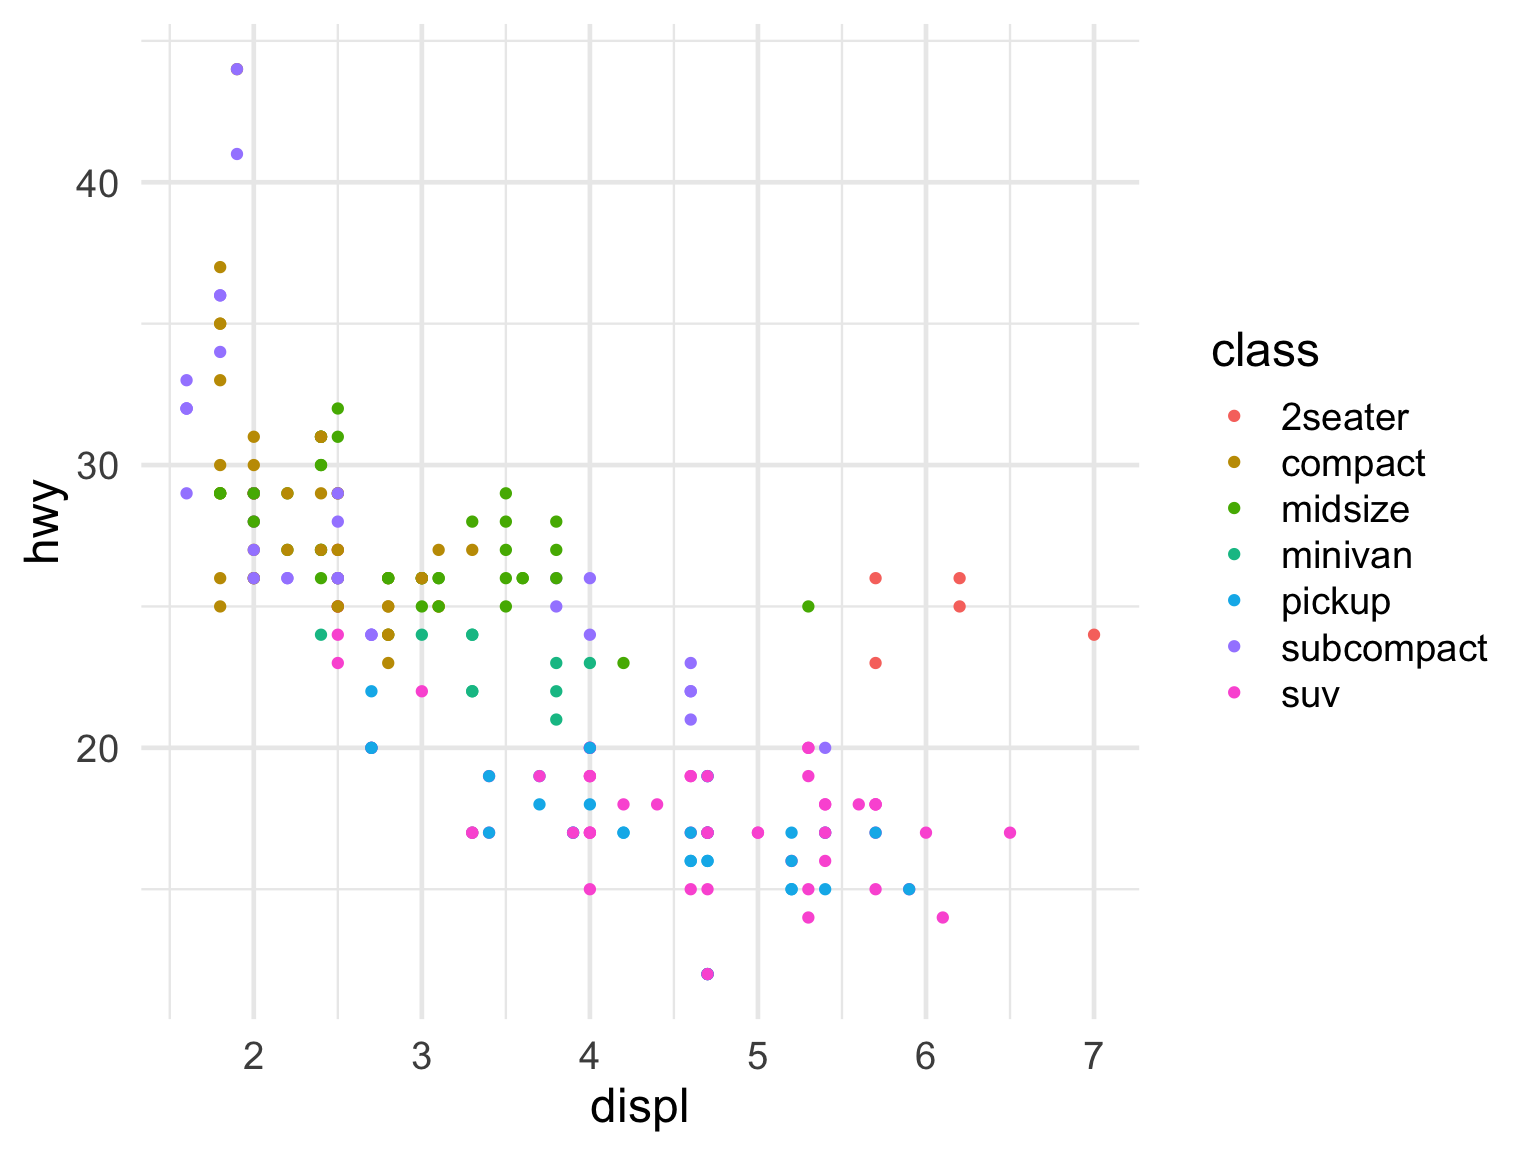 40
30
20
hwy
2 3 4 5 6 7
displ
class
2seater
compact
midsize
minivan
pickup
subcompact
suv